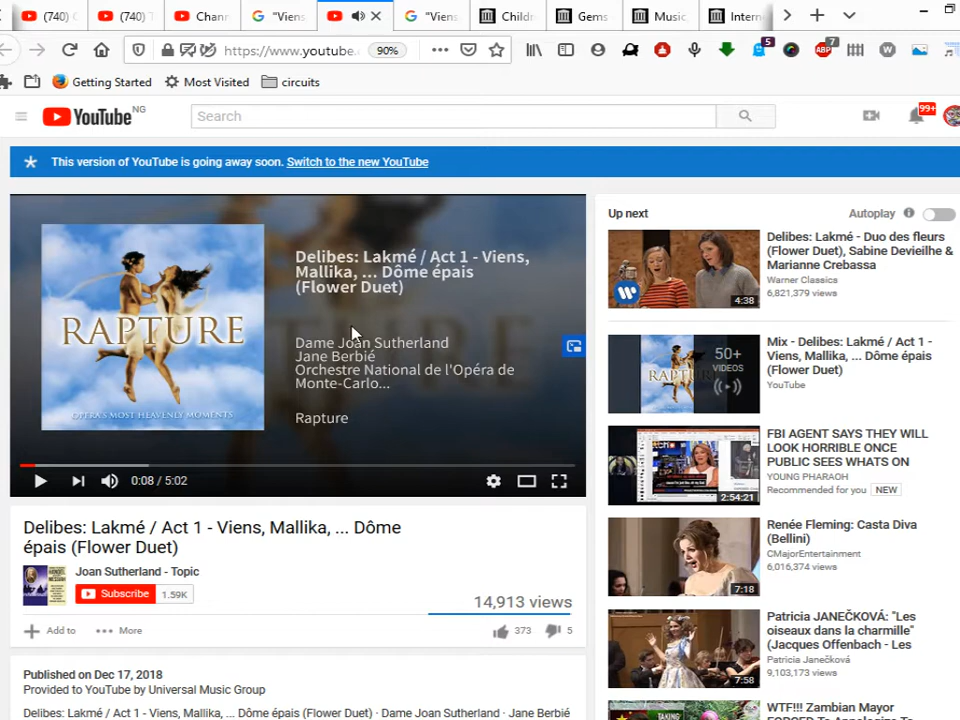 (740) (
(740) T
Chann
"Viens
"Viens,
Childr
Gems
Music
Intern
https://www.youtube.
90%
5
ABP
7
W
Getting Started
Most Visited
circuits
YouTube NG
Search
99+
This version of YouTube is going away soon. Switch to the new YouTube
RAPTURE
OPERA'S MOST HEAVENLY MOMENTS
Delibes: Lakmé / Act 1 - Viens,
Mallika, ... Dôme épais
(Flower Duet)
Dame Joan Sutherland
Jane Berbié
Orchestre National de l'Opéra de
Monte-Carlo...
Rapture
0:08 / 5:02
Delibes: Lakmé / Act 1 - Viens, Mallika, ... Dôme
épais (Flower Duet)
Joan Sutherland - Topic
Subscribe 1.59K
14,913 views
Add to
More
373
5
Published on Dec 17, 2018
Provided to YouTube by Universal Music Group
Delibes: Lakmé / Act 1 - Viens, Mallika, ... Dôme épais (Flower Duet) · Dame Joan Sutherland · Jane Berbié
Up next
Autoplay
4:38
Delibes: Lakmé - Duo des fleurs
(Flower Duet), Sabine Devieilhe &
Marianne Crebassa
Warner Classics
6,821,379 views
50+
VIDEOS
Mix - Delibes: Lakmé / Act 1 -
Viens, Mallika, ... Dôme épais
(Flower Duet)
YouTube
2:54:21
FBI AGENT SAYS THEY WILL
LOOK HORRIBLE ONCE
PUBLIC SEES WHATS ON
YOUNG PHARAOH
Recommended for you NEW
7:18
Renée Fleming: Casta Diva
(Bellini)
CMajorEntertainment
6,016,374 views
7:58
Patricia JANEČKOVÁ: "Les
oiseaux dans la charmille"
(Jacques Offenbach - Les
Patricia Janečková
9,103,173 views
TAKING
WTF!!! Zambian Mayor
FORCED To Apologize To